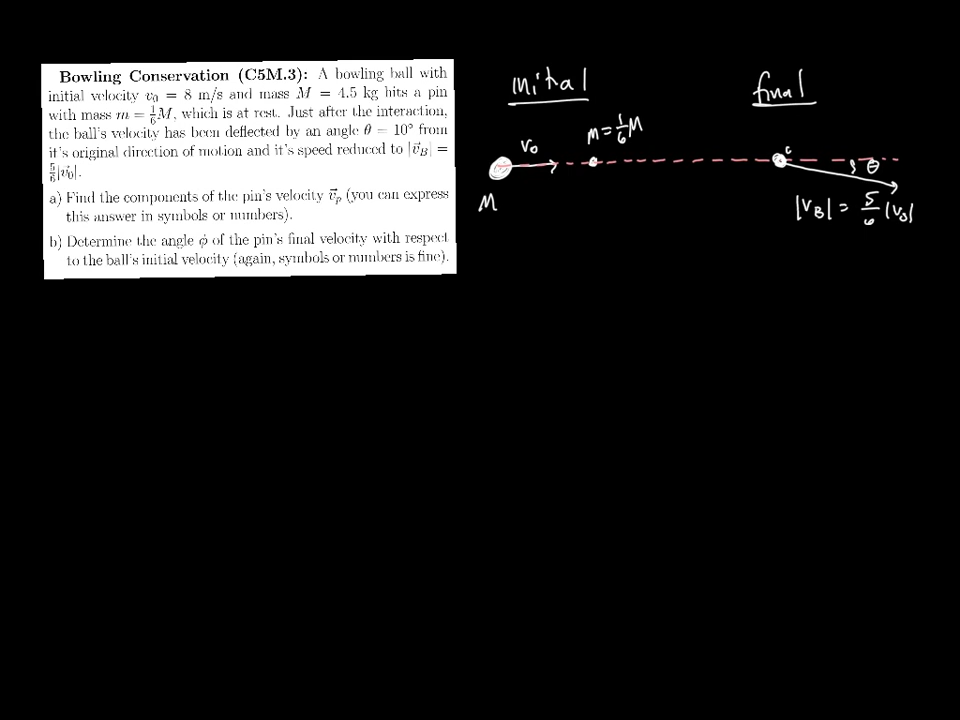 Bowling Conservation (C5M.3): A bowling ball with
initial velocity v₀ = 8 m/s and mass M = 4.5 kg hits a pin
with mass m = ⅙M, which is at rest. Just after the interaction,
the ball's velocity has been deflected by an angle θ = 10° from
it's original direction of motion and it's speed reduced to |v⃗_B| =
⅚|v⃗₀|.
a) Find the components of the pin's velocity v⃗ₚ (you can express
this answer in symbols or numbers).
b) Determine the angle φ of the pin's final velocity with respect
to the ball's initial velocity (again, symbols or numbers is fine).
initial
final
m = ⅙M
v₀
θ
M
|v_B| = 5/6 |v₀|